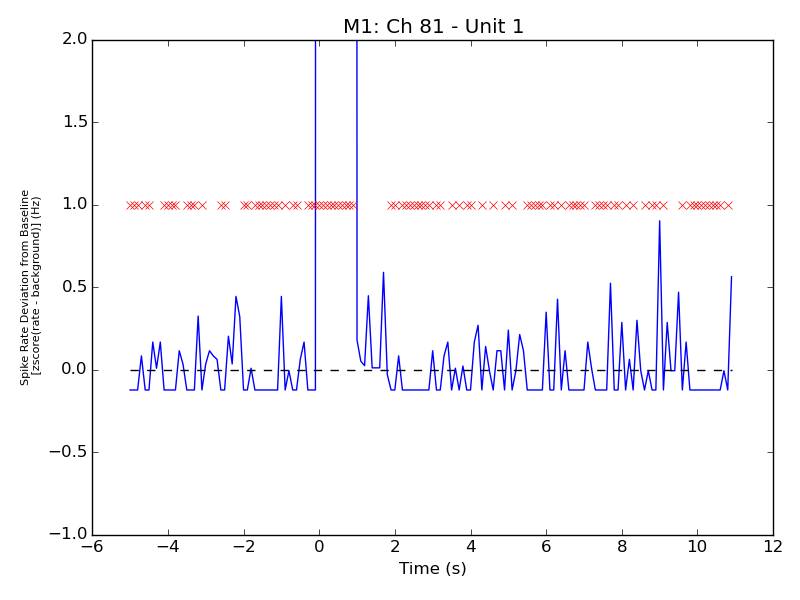 M1: Ch 81 - Unit 1
2.0
1.5
1.0
0.5
0.0
−0.5
−1.0
Spike Rate Deviation from Baseline
[zscore(rate - background)] (Hz)
−6 −4 −2 0 2 4 6 8 10 12
Time (s)